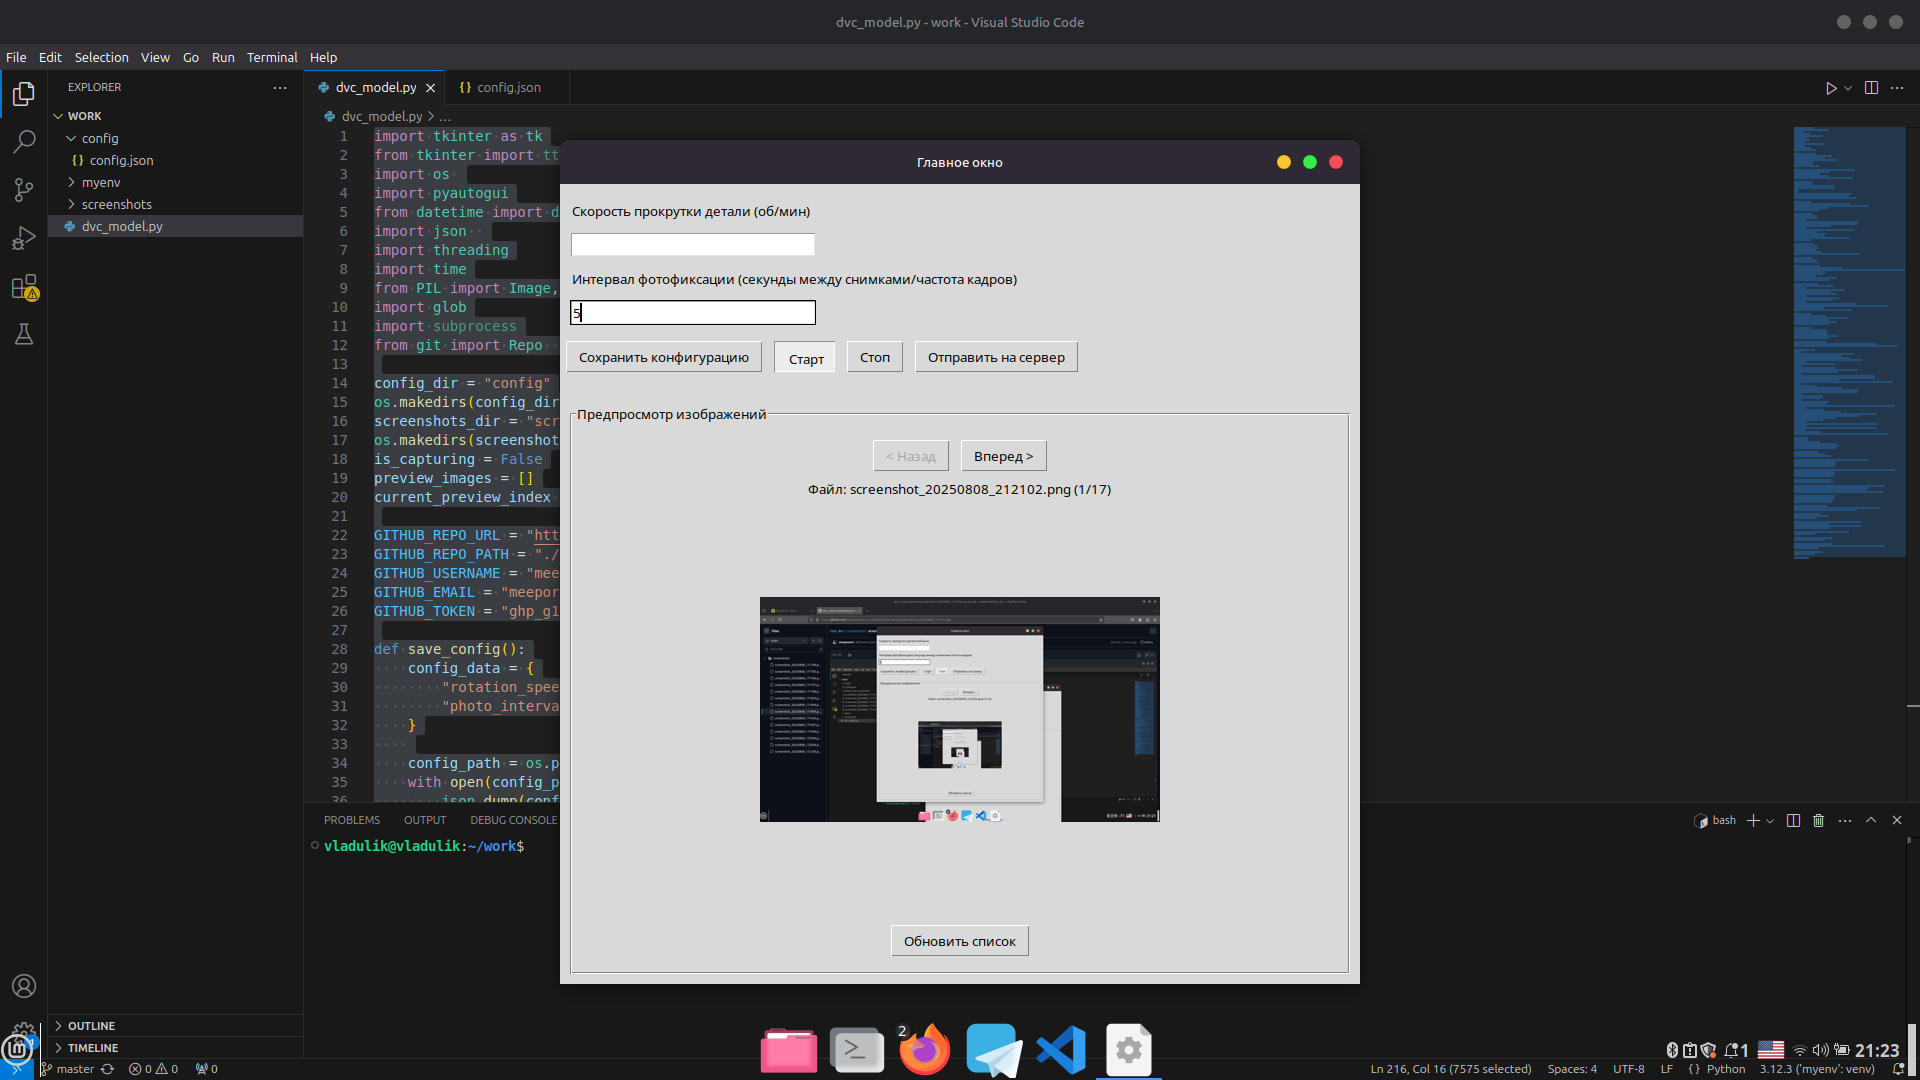 dvc_model.py - work - Visual Studio Code
File Edit Selection View Go Run Terminal Help
EXPLORER
dvc_model.py
config.json
WORK
config
config.json
myenv
screenshots
dvc_model.py
dvc_model.py > ...
1 import tkinter as tk
2 from tkinter import tt
3 import os
4 import pyautogui
5 from datetime import d
6 import json
7 import threading
8 import time
9 from PIL import Image,
10 import glob
11 import subprocess
12 from git import Repo
13
14 config_dir = "config"
15 os.makedirs(config_dir
16 screenshots_dir = "scr
17 os.makedirs(screenshot
18 is_capturing = False
19 preview_images = []
20 current_preview_index
21
22 GITHUB_REPO_URL = "htt
23 GITHUB_REPO_PATH = "./
24 GITHUB_USERNAME = "mee
25 GITHUB_EMAIL = "meepor
26 GITHUB_TOKEN = "ghp_g1
27
28 def save_config():
29 config_data = {
30 "rotation_spee
31 "photo_interva
32 }
33
34 config_path = os.p
35 with open(config_p
36 json.dump(conf
Главное окно
Скорость прокрутки детали (об/мин)
Интервал фотофиксации (секунды между снимками/частота кадров)
5
Сохранить конфигурацию Старт Стоп Отправить на сервер
Предпросмотр изображений
< Назад Вперед >
Файл: screenshot_20250808_212102.png (1/17)
Обновить список
PROBLEMS OUTPUT DEBUG CONSOLE
bash
vladulik@vladulik:~/work$
OUTLINE
TIMELINE
2
1 21:23
master 0 0 0
Ln 216, Col 16 (7575 selected) Spaces: 4 UTF-8 LF {} Python 3.12.3 ('myenv': venv)